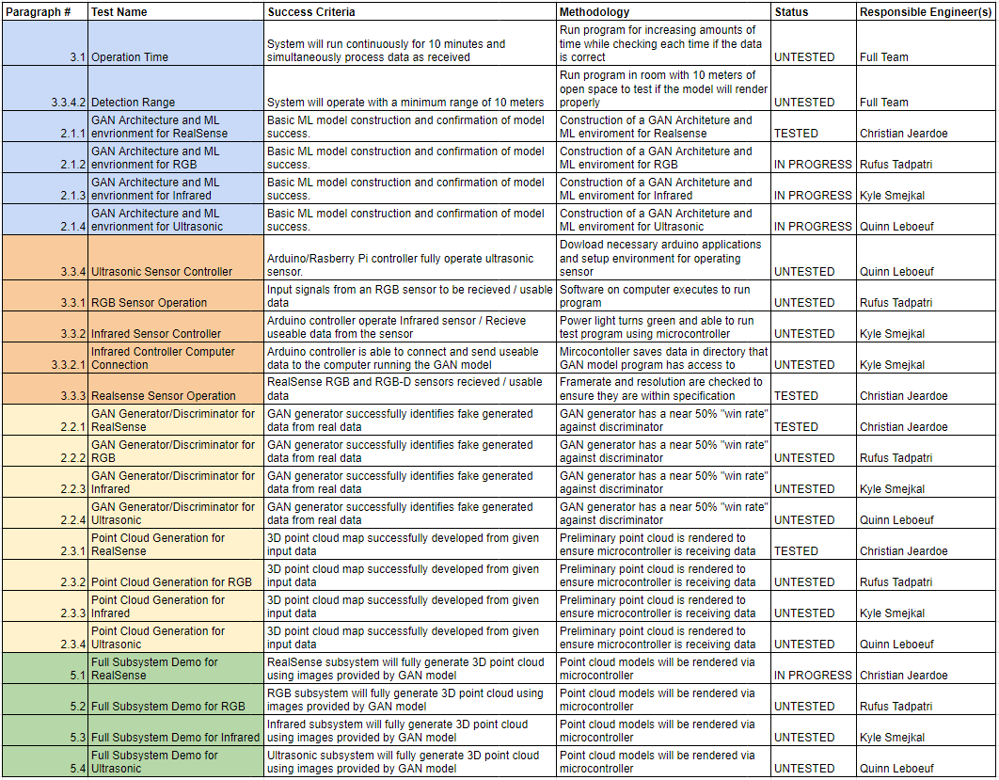 Paragraph # Test Name Success Criteria Methodology Status Responsible Engineer(s)
3.1 Operation Time System will run continuously for 10 minutes and simultaneously process data as received Run program for increasing amounts of time while checking each time if the data is correct UNTESTED Full Team
3.3.4.2 Detection Range System will operate with a minimum range of 10 meters Run program in room with 10 meters of open space to test if the model will render properly UNTESTED Full Team
2.1.1 GAN Architecture and ML envrionment for RealSense Basic ML model construction and confirmation of model success. Construction of a GAN Architeture and ML enviroment for Realsense TESTED Christian Jeardoe
2.1.2 GAN Architecture and ML envrionment for RGB Basic ML model construction and confirmation of model success. Construction of a GAN Architeture and ML enviroment for RGB IN PROGRESS Rufus Tadpatri
2.1.3 GAN Architecture and ML envrionment for Infrared Basic ML model construction and confirmation of model success. Construction of a GAN Architeture and ML enviroment for Infrared IN PROGRESS Kyle Smejkal
2.1.4 GAN Architecture and ML envrionment for Ultrasonic Basic ML model construction and confirmation of model success. Construction of a GAN Architeture and ML enviroment for Ultrasonic IN PROGRESS Quinn Leboeuf
3.3.4 Ultrasonic Sensor Controller Arduino/Rasberry Pi controller fully operate ultrasonic sensor. Dowload necessary arduino applications and setup environment for operating sensor UNTESTED Quinn Leboeuf
3.3.1 RGB Sensor Operation Input signals from an RGB sensor to be recieved / usable data Software on computer executes to run program UNTESTED Rufus Tadpatri
3.3.2 Infrared Sensor Controller Arduino controller operate Infrared sensor / Recieve useable data from the sensor Power light turns green and able to run test program using microcontroller UNTESTED Kyle Smejkal
3.3.2.1 Infrared Controller Computer Connection Arduino controller is able to connect and send useable data to the computer running the GAN model Mircocontoller saves data in directory that GAN model program has access to UNTESTED Kyle Smejkal
3.3.3 Realsense Sensor Operation RealSense RGB and RGB-D sensors recieved / usable data Framerate and resolution are checked to ensure they are within specification TESTED Christian Jeardoe
2.2.1 GAN Generator/Discriminator for RealSense GAN generator successfully identifies fake generated data from real data GAN generator has a near 50% "win rate" against discriminator TESTED Christian Jeardoe
2.2.2 GAN Generator/Discriminator for RGB GAN generator successfully identifies fake generated data from real data GAN generator has a near 50% "win rate" against discriminator UNTESTED Rufus Tadpatri
2.2.3 GAN Generator/Discriminator for Infrared GAN generator successfully identifies fake generated data from real data GAN generator has a near 50% "win rate" against discriminator UNTESTED Kyle Smejkal
2.2.4 GAN Generator/Discriminator for Ultrasonic GAN generator successfully identifies fake generated data from real data GAN generator has a near 50% "win rate" against discriminator UNTESTED Quinn Leboeuf
2.3.1 Point Cloud Generation for RealSense 3D point cloud map successfully developed from given input data Preliminary point cloud is rendered to ensure microcontroller is receiving data TESTED Christian Jeardoe
2.3.2 Point Cloud Generation for RGB 3D point cloud map successfully developed from given input data Preliminary point cloud is rendered to ensure microcontroller is receiving data UNTESTED Rufus Tadpatri
2.3.3 Point Cloud Generation for Infrared 3D point cloud map successfully developed from given input data Preliminary point cloud is rendered to ensure microcontroller is receiving data UNTESTED Kyle Smejkal
2.3.4 Point Cloud Generation for Ultrasonic 3D point cloud map successfully developed from given input data Preliminary point cloud is rendered to ensure microcontroller is receiving data UNTESTED Quinn Leboeuf
5.1 Full Subsystem Demo for RealSense RealSense subsystem will fully generate 3D point cloud using images provided by GAN model Point cloud models will be rendered via microcontroller IN PROGRESS Christian Jeardoe
5.2 Full Subsystem Demo for RGB RGB subsystem will fully generate 3D point cloud using images provided by GAN model Point cloud models will be rendered via microcontroller UNTESTED Rufus Tadpatri
5.3 Full Subsystem Demo for Infrared Infrared subsystem will fully generate 3D point cloud using images provided by GAN model Point cloud models will be rendered via microcontroller UNTESTED Kyle Smejkal
5.4 Full Subsystem Demo for Ultrasonic Ultrasonic subsystem will fully generate 3D point cloud using images provided by GAN model Point cloud models will be rendered via microcontroller UNTESTED Quinn Leboeuf